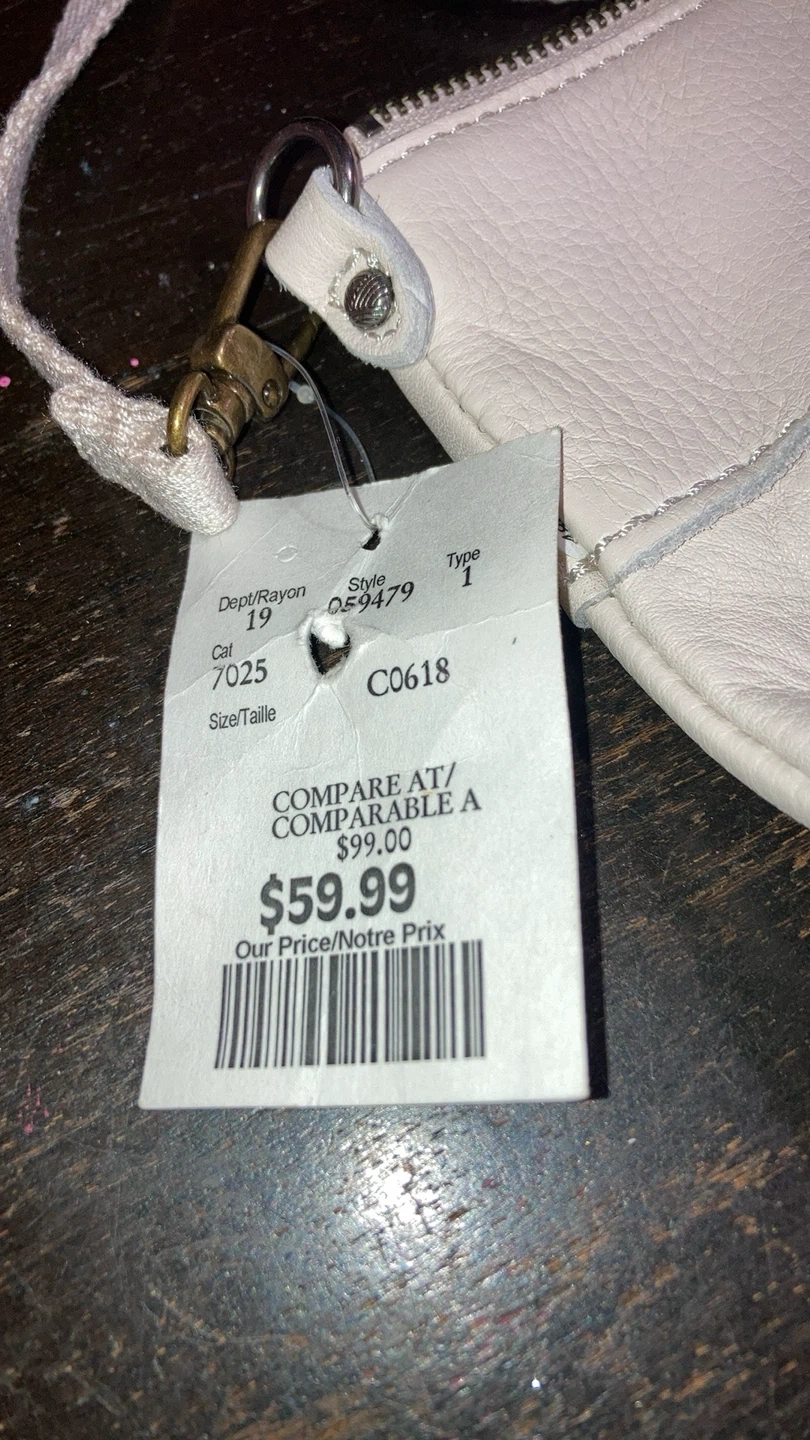 Dept/Rayon Style Type
19 059479 1
Cat
7025 C0618
Size/Taille
COMPARE AT/
COMPARABLE A
$99.00
$59.99
Our Price/Notre Prix